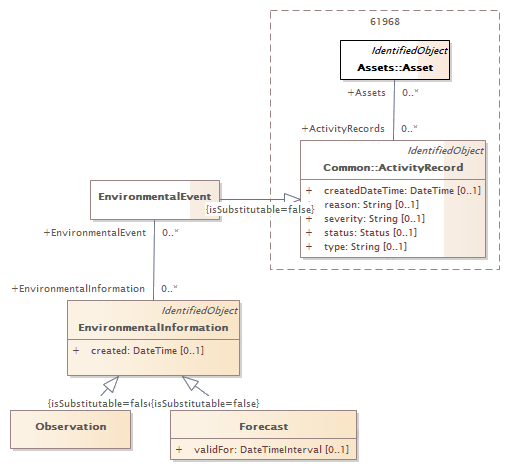 61968
IdentifiedObject
Assets::Asset
+Assets 0..*
+ActivityRecords 0..*
IdentifiedObject
Common::ActivityRecord
+ createdDateTime: DateTime [0..1]
+ reason: String [0..1]
+ severity: String [0..1]
+ status: Status [0..1]
+ type: String [0..1]
EnvironmentalEvent
{isSubstitutable=false}
+EnvironmentalEvent 0..*
+EnvironmentalInformation 0..*
IdentifiedObject
EnvironmentalInformation
+ created: DateTime [0..1]
{isSubstitutable=fals {isSubstitutable=false}
Observation
Forecast
+ validFor: DateTimeInterval [0..1]